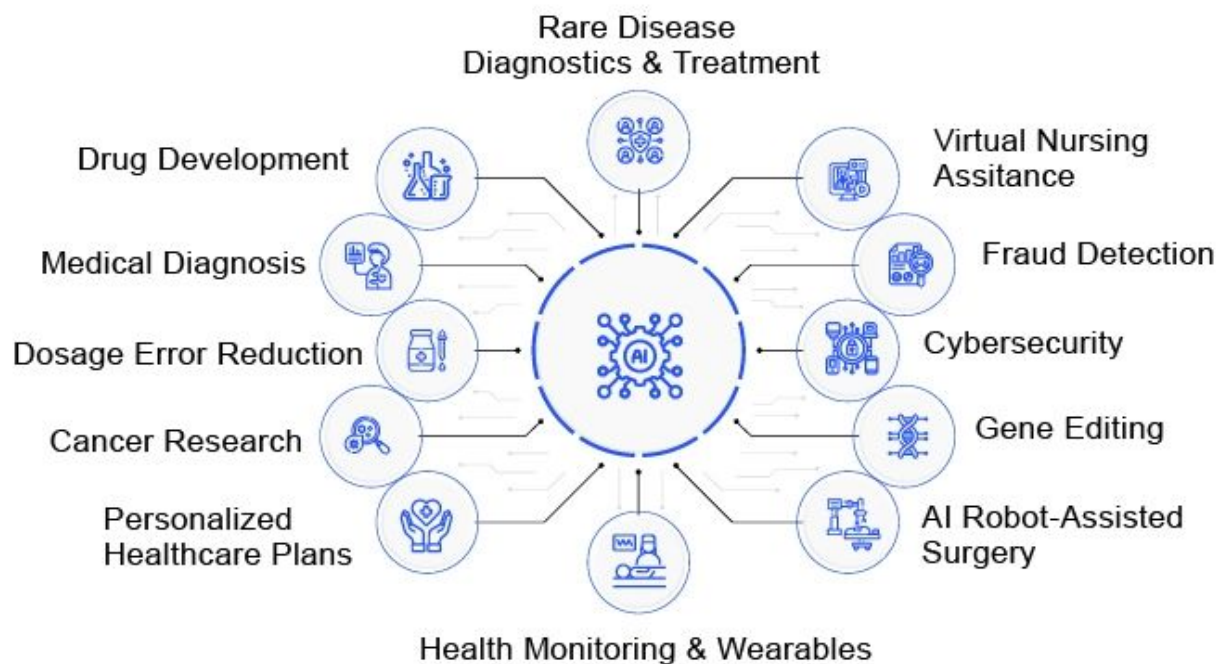 Rare Disease
Diagnostics & Treatment
Drug Development
Virtual Nursing
Assitance
Medical Diagnosis
Fraud Detection
Dosage Error Reduction
AI
Cybersecurity
Cancer Research
Gene Editing
Personalized
Healthcare Plans
AI Robot-Assisted
Surgery
Health Monitoring & Wearables